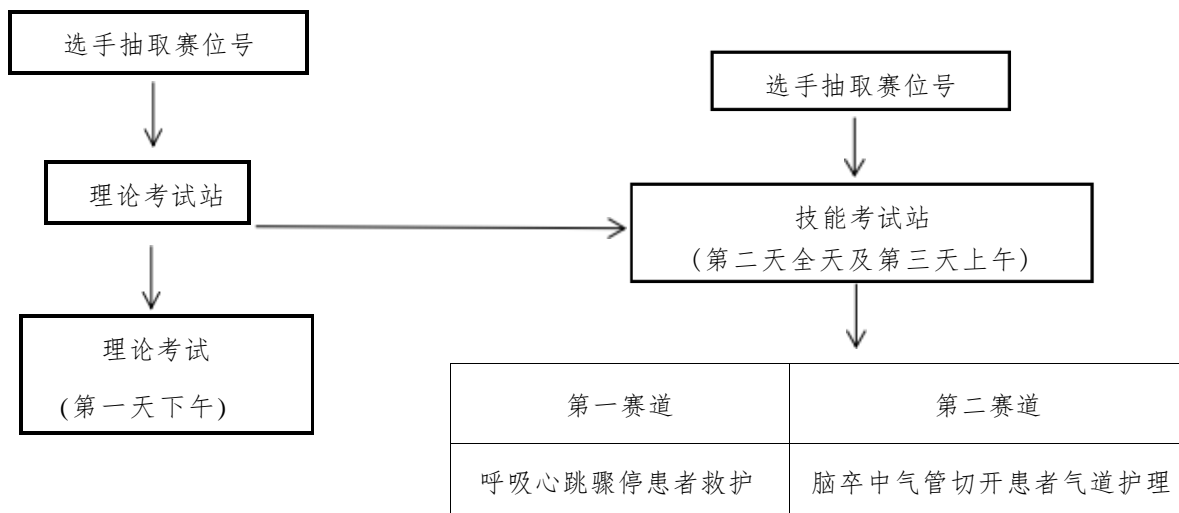 选手抽取赛位号
理论考试站
理论考试
(第一天下午)
选手抽取赛位号
技能考试站
(第二天全天及第三天上午)
第一赛道
第二赛道
呼吸心跳骤停患者救护
脑卒中气管切开患者气道护理